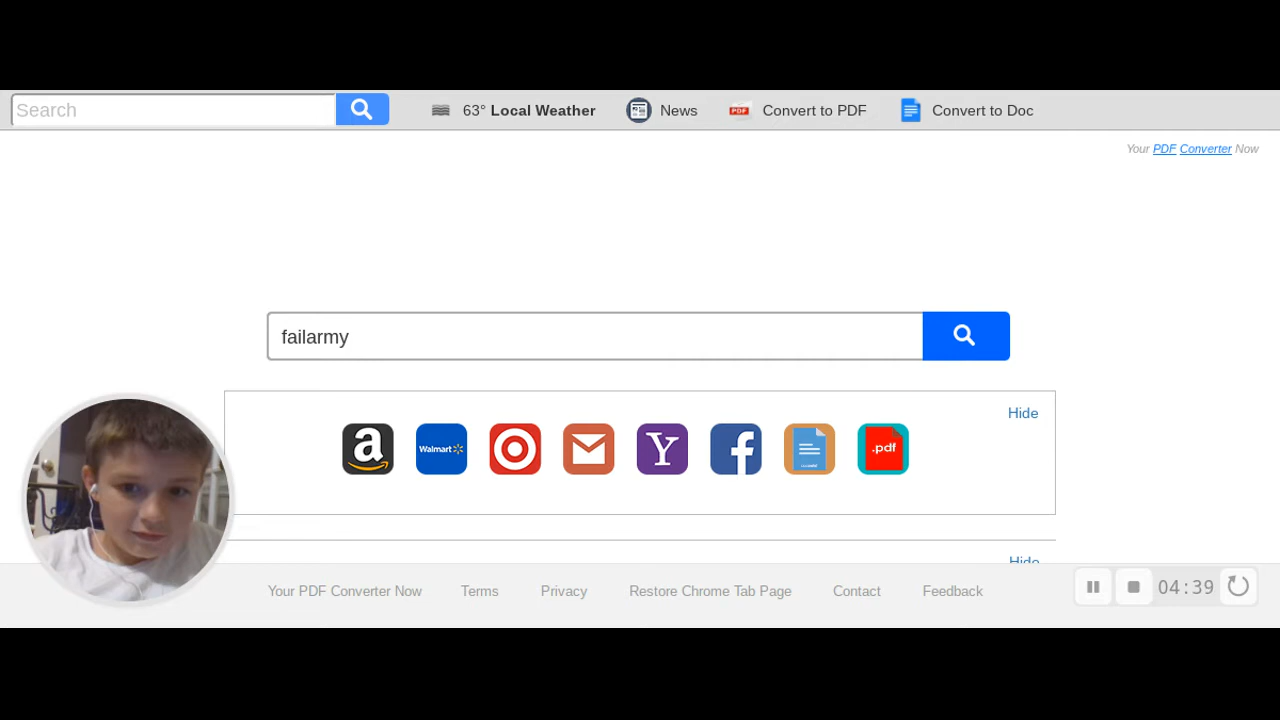 Search
63° Local Weather
News
Convert to PDF
Convert to Doc
Your PDF Converter Now
failarmy
Hide
a
Walmart
Y
f
.pdf
Hide
Your PDF Converter Now
Terms
Privacy
Restore Chrome Tab Page
Contact
Feedback
04:39